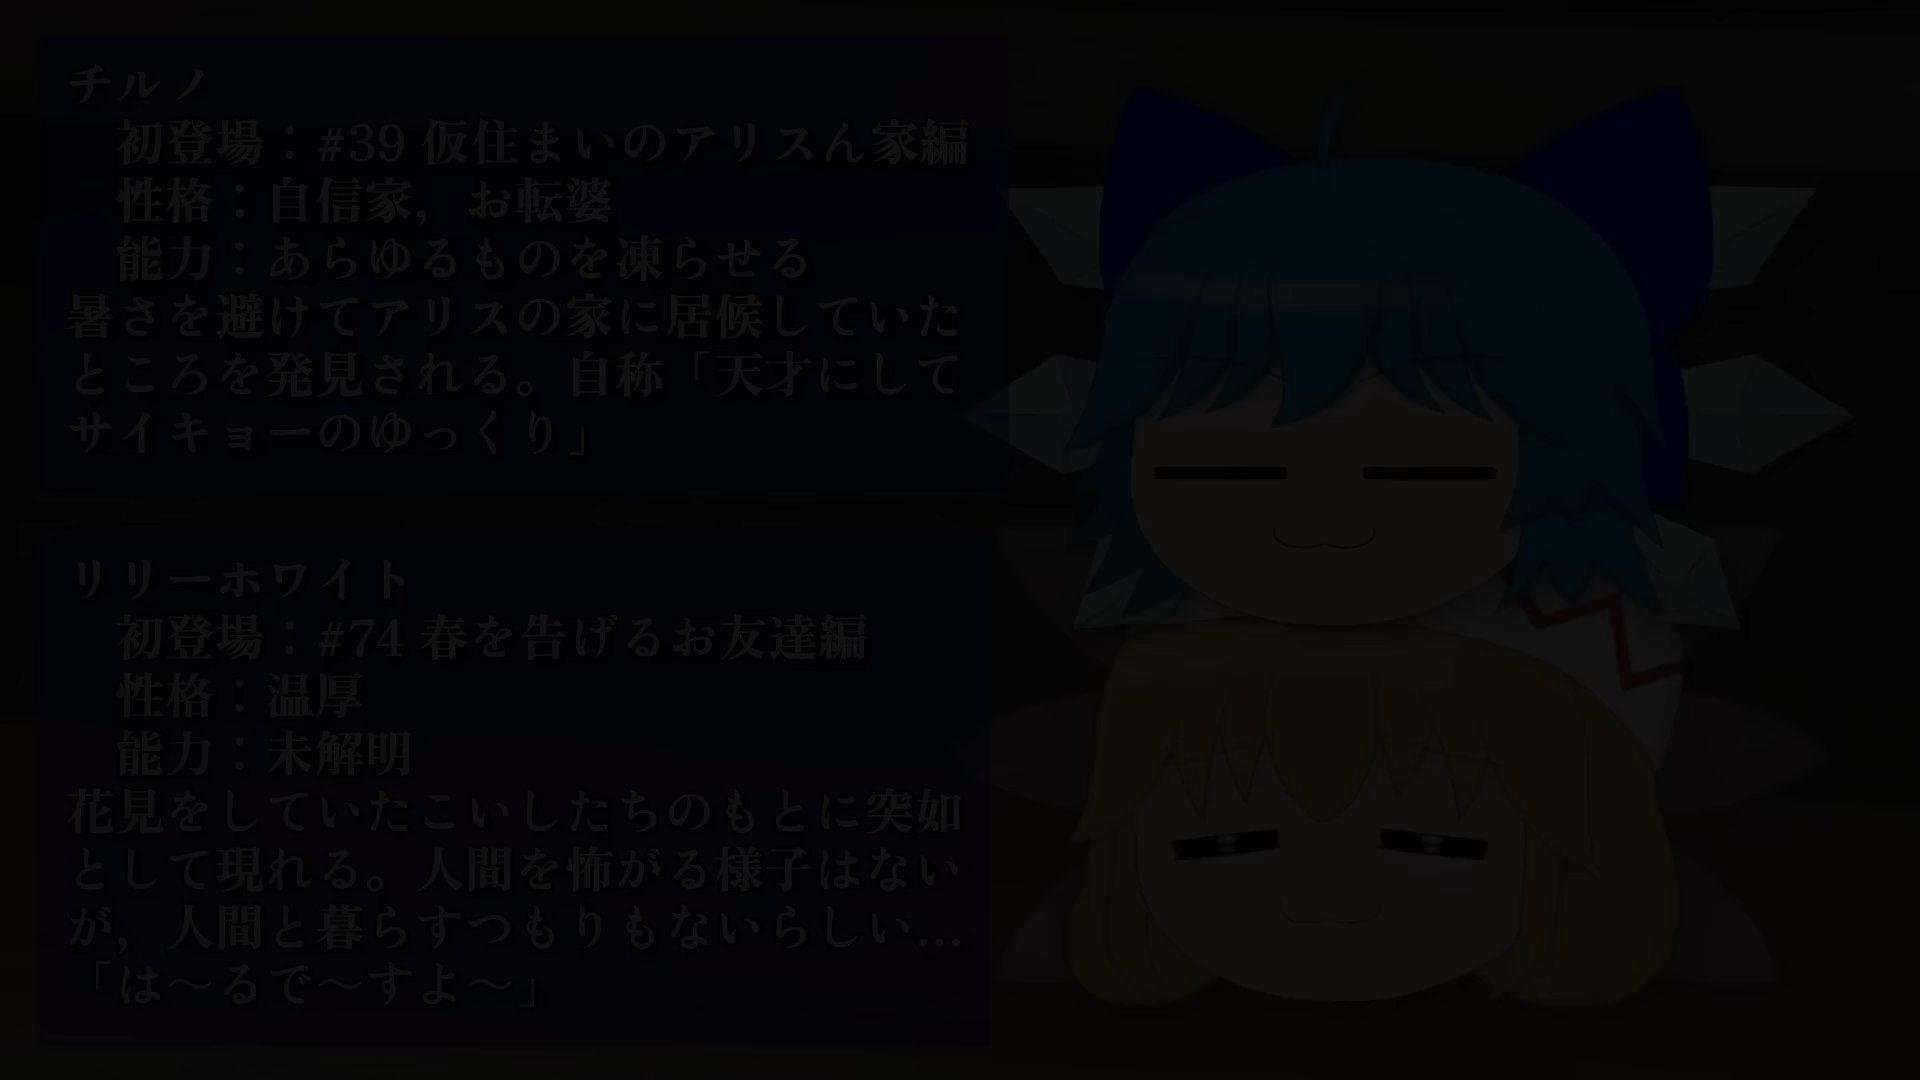 チルノ
初登場：#39 仮住まいのアリスん家編
性格：自信家，お転婆
能力：あらゆるものを凍らせる
暑さを避けてアリスの家に居候していた
ところを発見される。自称「天才にして
サイキョーのゆっくり」
リリーホワイト
初登場：#74 春を告げるお友達編
性格：温厚
能力：未解明
花見をしていたこいしたちのもとに突如
として現れる。人間を怖がる様子はない
が，人間と暮らすつもりもないらしい…
「は〜るで〜すよ〜」